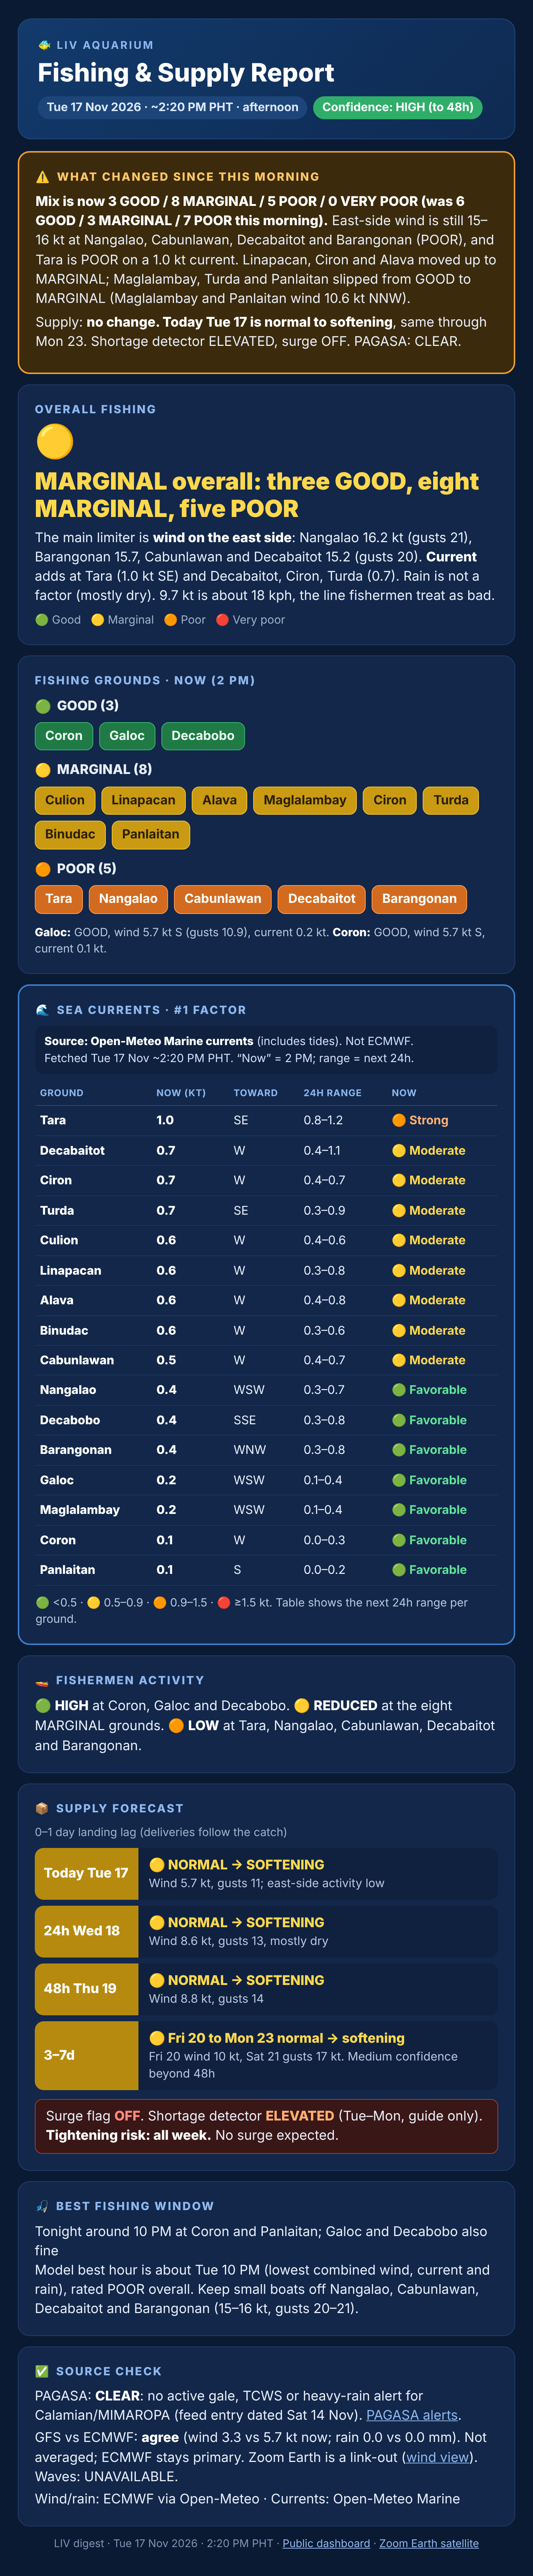 LIV AQUARIUM
Fishing & Supply Report
Tue 17 Nov 2026 · ~2:20 PM PHT · afternoon
Confidence: HIGH (to 48h)
WHAT CHANGED SINCE THIS MORNING
Mix is now 3 GOOD / 8 MARGINAL / 5 POOR / 0 VERY POOR (was 6
GOOD / 3 MARGINAL / 7 POOR this morning). East-side wind is still 15–
16 kt at Nangalao, Cabunlawan, Decabaitot and Barangonan (POOR), and
Tara is POOR on a 1.0 kt current. Linapacan, Ciron and Alava moved up to
MARGINAL; Maglalambay, Turda and Panlaitan slipped from GOOD to
MARGINAL (Maglalambay and Panlaitan wind 10.6 kt NNW).
Supply: no change. Today Tue 17 is normal to softening, same through
Mon 23. Shortage detector ELEVATED, surge OFF. PAGASA: CLEAR.
OVERALL FISHING
MARGINAL overall: three GOOD, eight
MARGINAL, five POOR
The main limiter is wind on the east side: Nangalao 16.2 kt (gusts 21),
Barangonan 15.7, Cabunlawan and Decabaitot 15.2 (gusts 20). Current
adds at Tara (1.0 kt SE) and Decabaitot, Ciron, Turda (0.7). Rain is not a
factor (mostly dry). 9.7 kt is about 18 kph, the line fishermen treat as bad.
Good Marginal Poor Very poor
FISHING GROUNDS · NOW (2 PM)
GOOD (3)
Coron Galoc Decabobo
MARGINAL (8)
Culion Linapacan Alava Maglalambay Ciron Turda
Binudac Panlaitan
POOR (5)
Tara Nangalao Cabunlawan Decabaitot Barangonan
Galoc: GOOD, wind 5.7 kt S (gusts 10.9), current 0.2 kt. Coron: GOOD, wind 5.7 kt S,
current 0.1 kt.
SEA CURRENTS · #1 FACTOR
Source: Open-Meteo Marine currents (includes tides). Not ECMWF.
Fetched Tue 17 Nov ~2:20 PM PHT. “Now” = 2 PM; range = next 24h.
GROUND NOW (KT) TOWARD 24H RANGE NOW
Tara 1.0 SE 0.8–1.2 Strong
Decabaitot 0.7 W 0.4–1.1 Moderate
Ciron 0.7 W 0.4–0.7 Moderate
Turda 0.7 SE 0.3–0.9 Moderate
Culion 0.6 W 0.4–0.6 Moderate
Linapacan 0.6 W 0.3–0.8 Moderate
Alava 0.6 W 0.4–0.8 Moderate
Binudac 0.6 W 0.3–0.6 Moderate
Cabunlawan 0.5 W 0.4–0.7 Moderate
Nangalao 0.4 WSW 0.3–0.7 Favorable
Decabobo 0.4 SSE 0.3–0.8 Favorable
Barangonan 0.4 WNW 0.3–0.8 Favorable
Galoc 0.2 WSW 0.1–0.4 Favorable
Maglalambay 0.2 WSW 0.1–0.4 Favorable
Coron 0.1 W 0.0–0.3 Favorable
Panlaitan 0.1 S 0.0–0.2 Favorable
<0.5 · 0.5–0.9 · 0.9–1.5 · ≥1.5 kt. Table shows the next 24h range per
ground.
FISHERMEN ACTIVITY
HIGH at Coron, Galoc and Decabobo. REDUCED at the eight
MARGINAL grounds. LOW at Tara, Nangalao, Cabunlawan, Decabaitot
and Barangonan.
SUPPLY FORECAST
0–1 day landing lag (deliveries follow the catch)
Today Tue 17
NORMAL → SOFTENING
Wind 5.7 kt, gusts 11; east-side activity low
24h Wed 18
NORMAL → SOFTENING
Wind 8.6 kt, gusts 13, mostly dry
48h Thu 19
NORMAL → SOFTENING
Wind 8.8 kt, gusts 14
3–7d
Fri 20 to Mon 23 normal → softening
Fri 20 wind 10 kt, Sat 21 gusts 17 kt. Medium confidence
beyond 48h
Surge flag OFF. Shortage detector ELEVATED (Tue–Mon, guide only).
Tightening risk: all week. No surge expected.
BEST FISHING WINDOW
Tonight around 10 PM at Coron and Panlaitan; Galoc and Decabobo also
fine
Model best hour is about Tue 10 PM (lowest combined wind, current and
rain), rated POOR overall. Keep small boats off Nangalao, Cabunlawan,
Decabaitot and Barangonan (15–16 kt, gusts 20–21).
SOURCE CHECK
PAGASA: CLEAR: no active gale, TCWS or heavy-rain alert for
Calamian/MIMAROPA (feed entry dated Sat 14 Nov). PAGASA alerts.
GFS vs ECMWF: agree (wind 3.3 vs 5.7 kt now; rain 0.0 vs 0.0 mm). Not
averaged; ECMWF stays primary. Zoom Earth is a link-out (wind view).
Waves: UNAVAILABLE.
Wind/rain: ECMWF via Open-Meteo · Currents: Open-Meteo Marine
LIV digest · Tue 17 Nov 2026 · 2:20 PM PHT · Public dashboard · Zoom Earth satellite